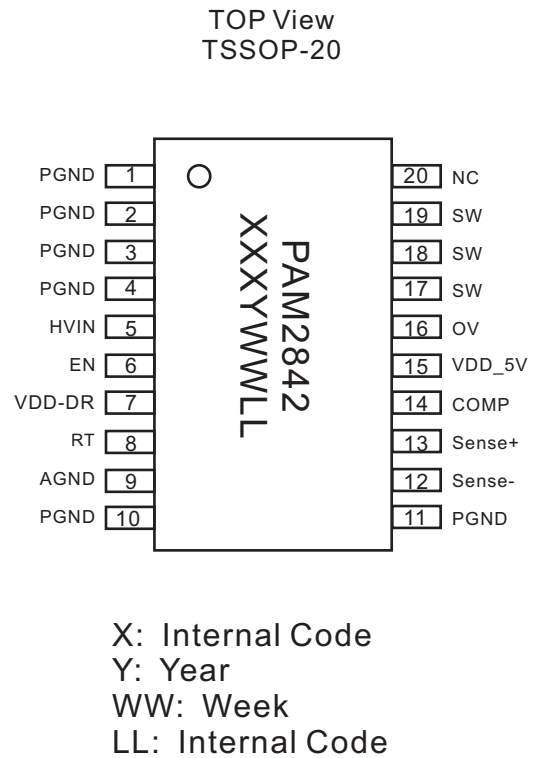 TOP View
TSSOP-20
PGND 1
PGND 2
PGND 3
PGND 4
HVIN 5
EN 6
VDD-DR 7
RT 8
AGND 9
PGND 10
PAM2842
XXXYWWLL
20 NC
19 SW
18 SW
17 SW
16 OV
15 VDD_5V
14 COMP
13 Sense+
12 Sense-
11 PGND
X: Internal Code
Y: Year
WW: Week
LL: Internal Code